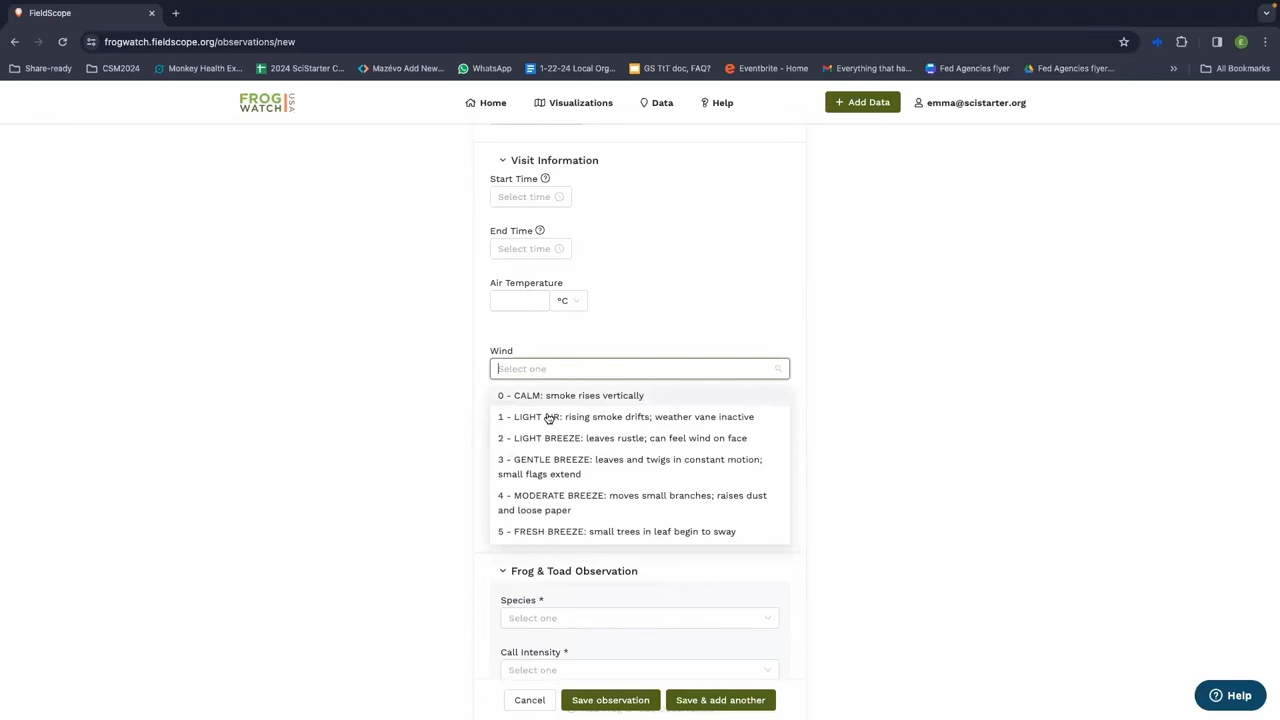 FieldScope
frogwatch.fieldscope.org/observations/new
E
Share-ready
CSM2024
Monkey Health Ex...
2024 SciStarter C...
Mazévo Add New...
WhatsApp
1-22-24 Local Org...
GS TtT doc, FAQ?
Eventbrite - Home
Everything that ha...
Fed Agencies flyer...
Fed Agencies flyer...
All Bookmarks
FROG
WATCH
USA
Home
Visualizations
Data
Help
+ Add Data
emma@scistarter.org
Visit Information
Start Time
Select time
End Time
Select time
Air Temperature
°C
Wind
Select one
0 - CALM: smoke rises vertically
1 - LIGHT AIR: rising smoke drifts; weather vane inactive
2 - LIGHT BREEZE: leaves rustle; can feel wind on face
3 - GENTLE BREEZE: leaves and twigs in constant motion;
small flags extend
4 - MODERATE BREEZE: moves small branches; raises dust
and loose paper
5 - FRESH BREEZE: small trees in leaf begin to sway
Frog & Toad Observation
Species *
Select one
Call Intensity *
Select one
Cancel
Save observation
Save & add another
Help